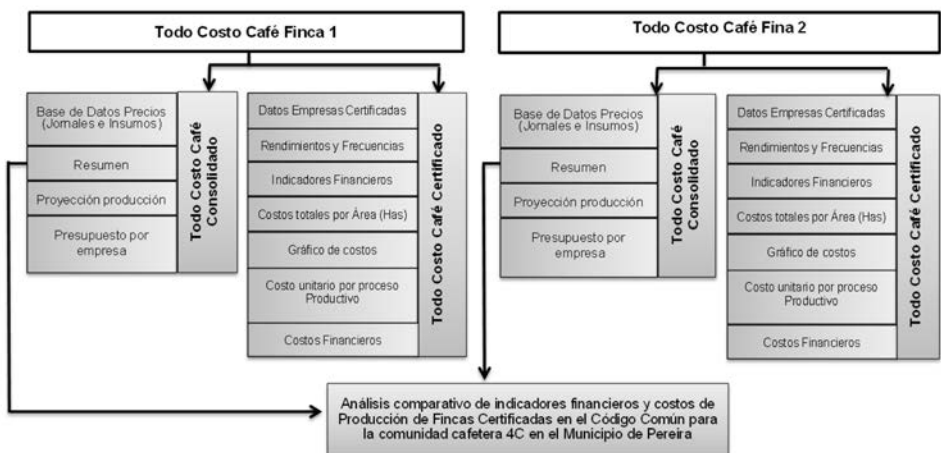 Todo Costo Café Finca 1
Base de Datos Precios
(Jornales e Insumos)
Resumen
Proyección producción
Presupuesto por
empresa
Todo Costo Café
Consolidado
Datos Empresas Certificadas
Rendimientos y Frecuencias
Indicadores Financieros
Costos totales por Área (Has)
Gráfico de costos
Costo unitario por proceso
Productivo
Costos Financieros
Todo Costo Café Certificado
Todo Costo Café Fina 2
Base de Datos Precios
(Jornales e Insumos)
Resumen
Proyección producción
Presupuesto por
empresa
Todo Costo Café
Consolidado
Datos Empresas Certificadas
Rendimientos y Frecuencias
Indicadores Financieros
Costos totales por Área (Has)
Gráfico de costos
Costo unitario por proceso
Productivo
Costos Financieros
Todo Costo Café Certificado
Análisis comparativo de indicadores financieros y costos de
Producción de Fincas Certificadas en el Código Común para
la comunidad cafetera 4C en el Municipio de Pereira